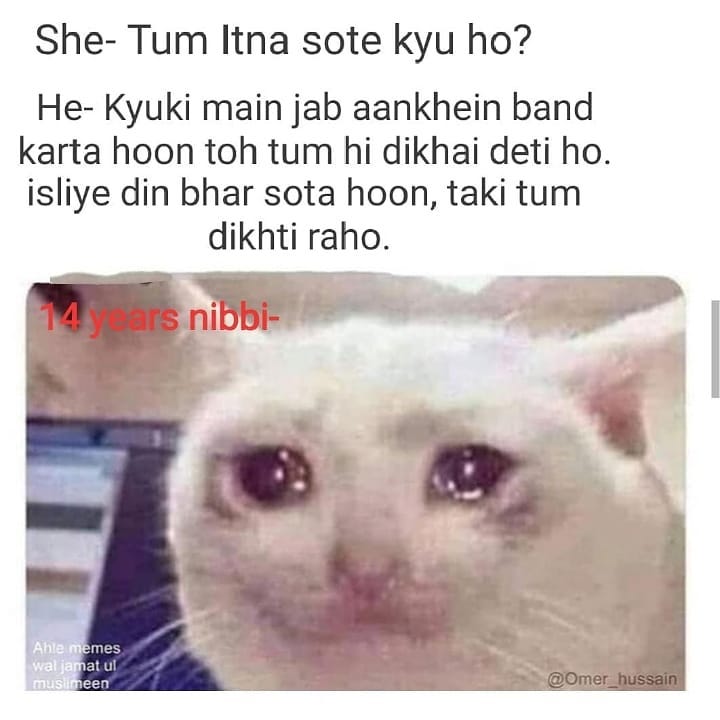 She- Tum Itna sote kyu ho?
He- Kyuki main jab aankhein band
karta hoon toh tum hi dikhai deti ho.
isliye din bhar sota hoon, taki tum
dikhti raho.
14 years nibbi-
Ahle memes
wal jamat ul
muslimeen
@Omer_hussain